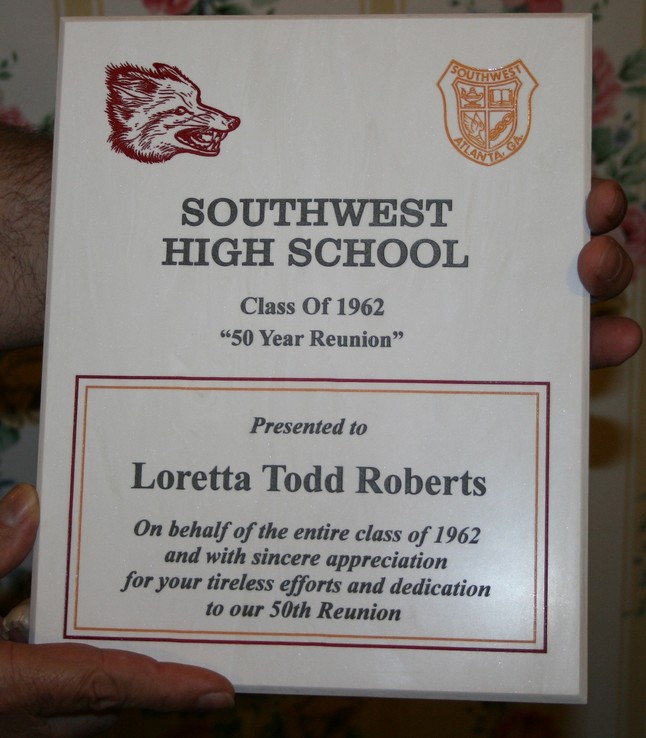 SOUTHWEST
ATLANTA, GA.
SOUTHWEST
HIGH SCHOOL
Class Of 1962
“50 Year Reunion”
Presented to
Loretta Todd Roberts
On behalf of the entire class of 1962
and with sincere appreciation
for your tireless efforts and dedication
to our 50th Reunion